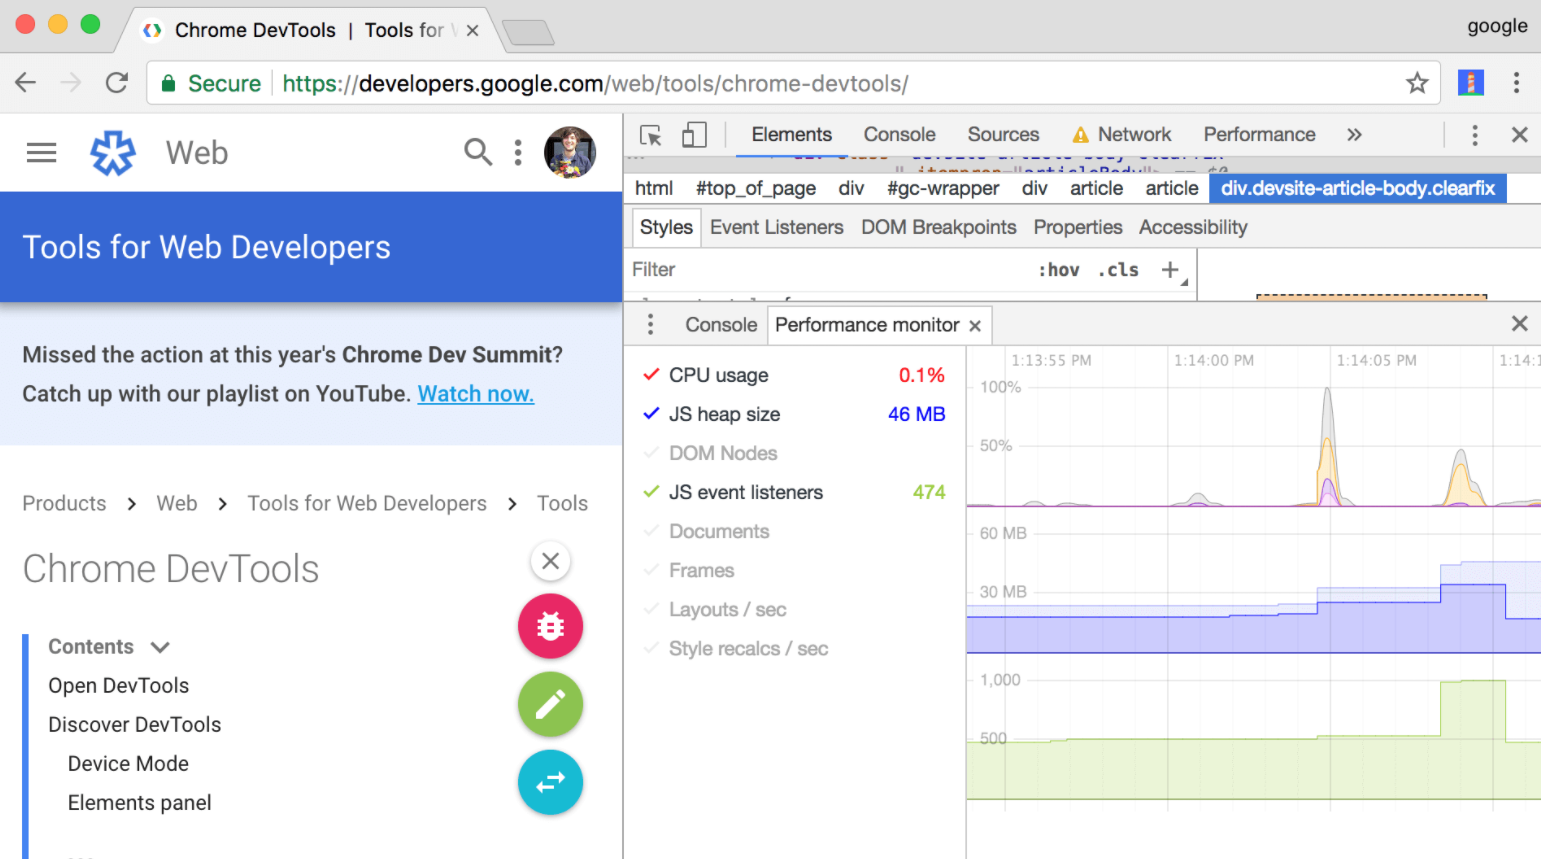 Chrome DevTools | Tools for W
google
Secure https://developers.google.com/web/tools/chrome-devtools/
Web
Tools for Web Developers
Missed the action at this year's Chrome Dev Summit?
Catch up with our playlist on YouTube. Watch now.
Products Web Tools for Web Developers Tools
Chrome DevTools
Contents
Open DevTools
Discover DevTools
Device Mode
Elements panel
Elements Console Sources Network Performance
html #top_of_page div #gc-wrapper div article article div.devsite-article-body.clearfix
Styles Event Listeners DOM Breakpoints Properties Accessibility
Filter :hov .cls
Console Performance monitor
CPU usage 0.1%
JS heap size 46 MB
DOM Nodes
JS event listeners 474
Documents
Frames
Layouts / sec
Style recalcs / sec
1:13:55 PM 1:14:00 PM 1:14:05 PM 1:14:1
100%
50%
60 MB
30 MB
1,000
500